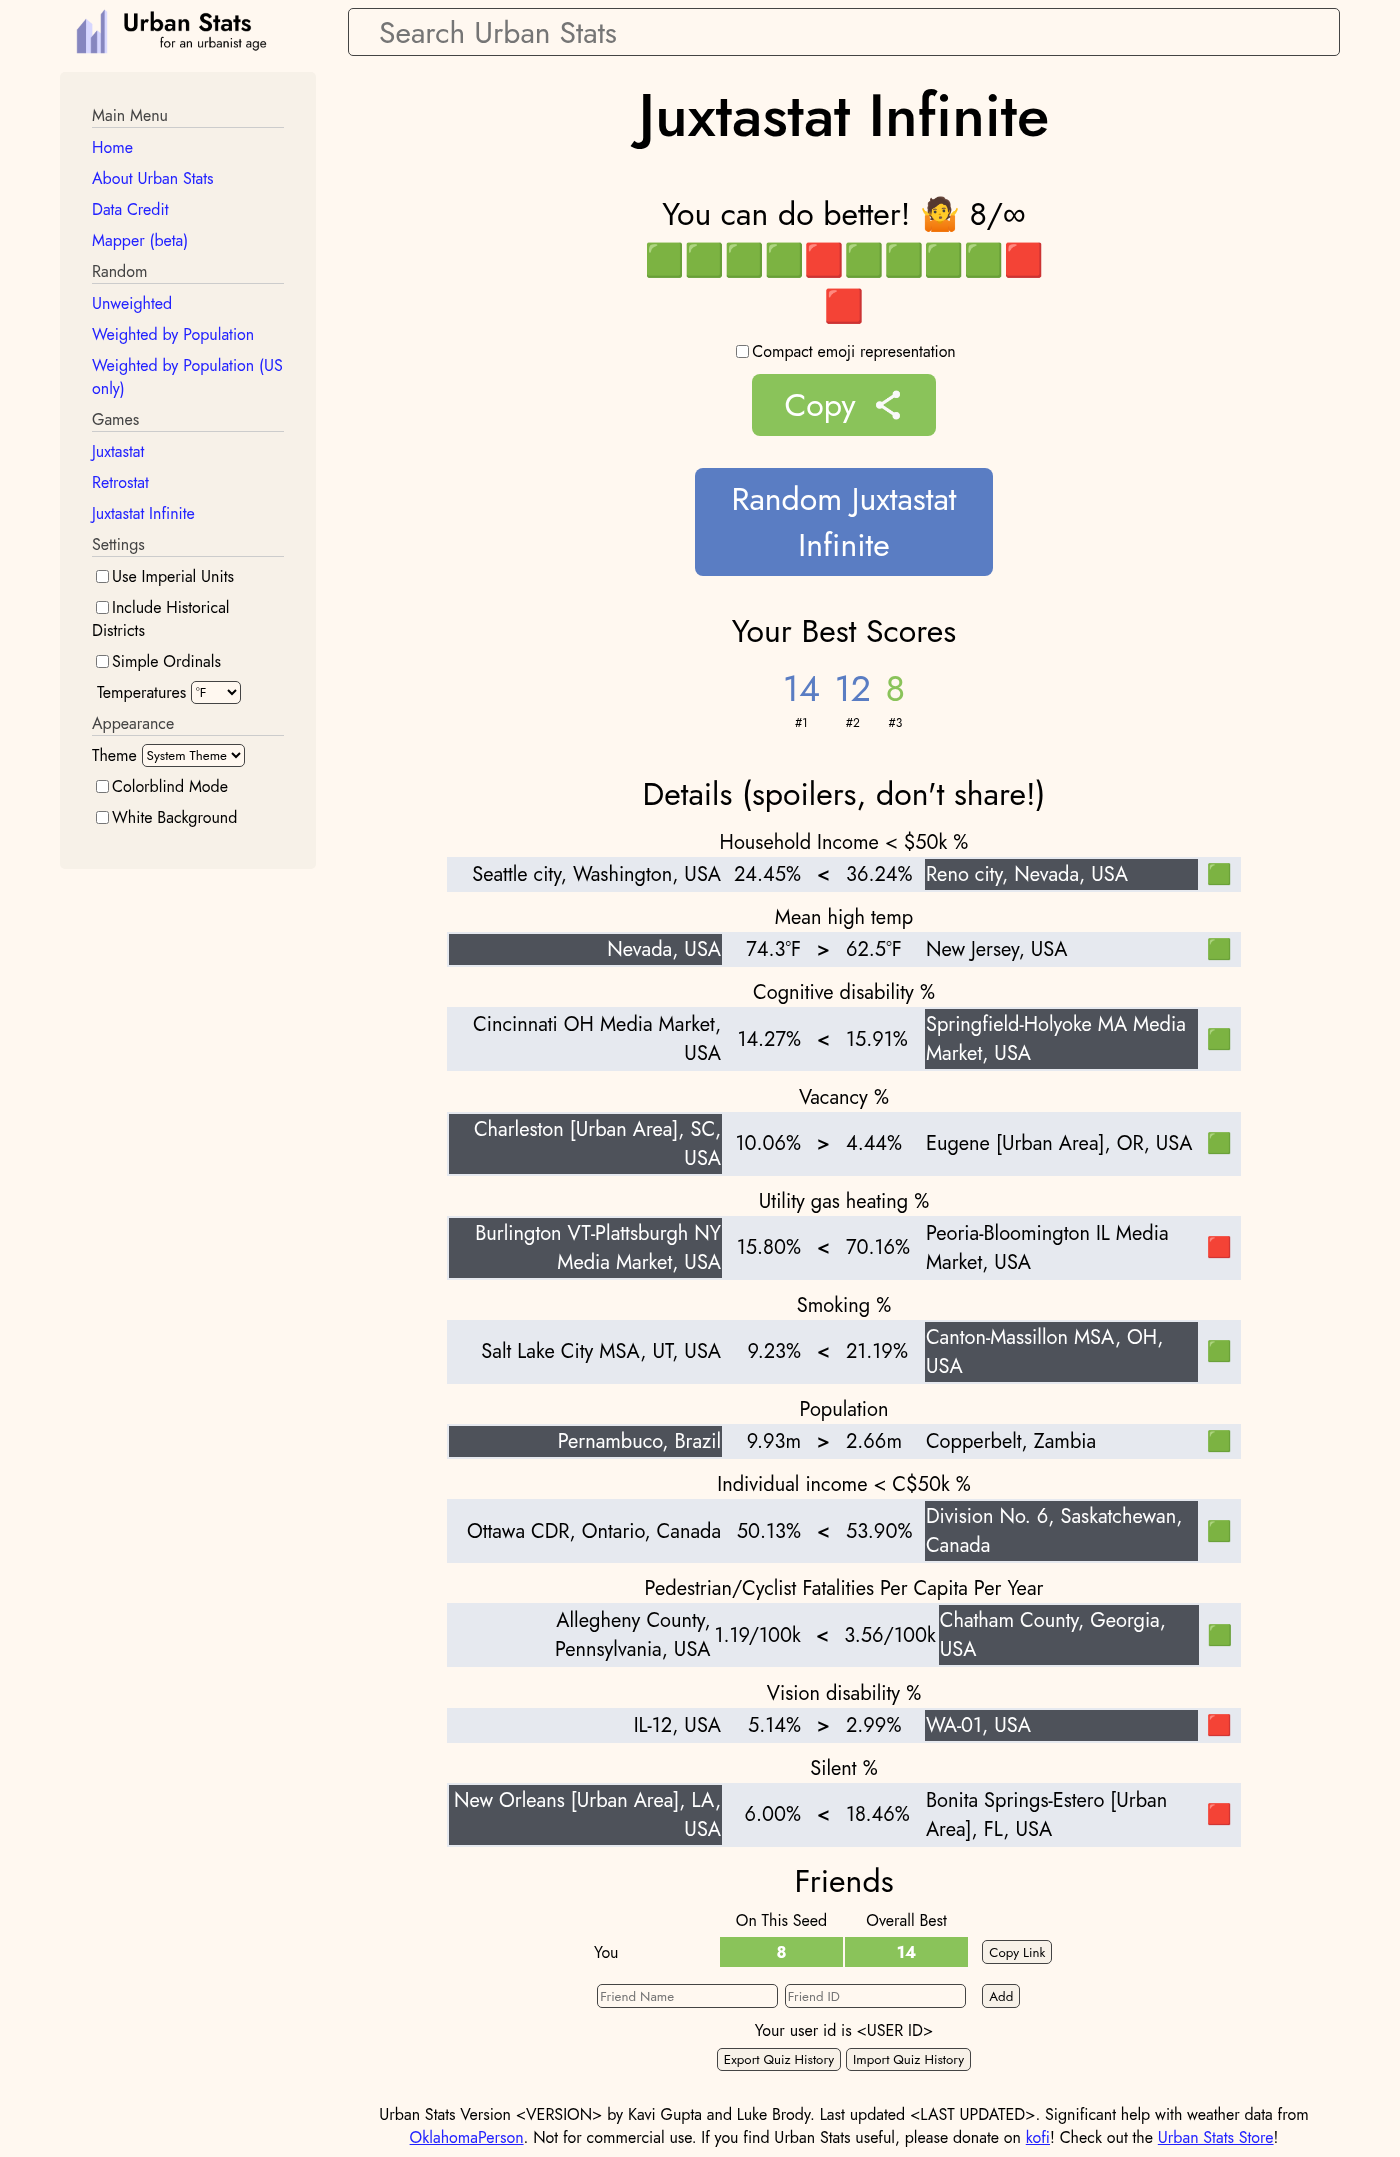 Urban Stats
for an urbanist age
Search Urban Stats
Main Menu
Home
About Urban Stats
Data Credit
Mapper (beta)
Random
Unweighted
Weighted by Population
Weighted by Population (US
only)
Games
Juxtastat
Retrostat
Juxtastat Infinite
Settings
Use Imperial Units
Include Historical
Districts
Simple Ordinals
Temperatures °F
Appearance
Theme System Theme
Colorblind Mode
White Background
Juxtastat Infinite
You can do better! 🤷 8/∞
🟩🟩🟩🟩🟥🟩🟩🟩🟩🟥
🟥
Compact emoji representation
Copy
Random Juxtastat
Infinite
Your Best Scores
14 12 8
#1 #2 #3
Details (spoilers, don't share!)
Household Income < $50k %
Seattle city, Washington, USA 24.45% < 36.24% Reno city, Nevada, USA 🟩
Mean high temp
Nevada, USA 74.3°F > 62.5°F New Jersey, USA 🟩
Cognitive disability %
Cincinnati OH Media Market,
USA 14.27% < 15.91% Springfield-Holyoke MA Media
Market, USA 🟩
Vacancy %
Charleston [Urban Area], SC,
USA 10.06% > 4.44% Eugene [Urban Area], OR, USA 🟩
Utility gas heating %
Burlington VT-Plattsburgh NY
Media Market, USA 15.80% < 70.16% Peoria-Bloomington IL Media
Market, USA 🟥
Smoking %
Salt Lake City MSA, UT, USA 9.23% < 21.19% Canton-Massillon MSA, OH,
USA 🟩
Population
Pernambuco, Brazil 9.93m > 2.66m Copperbelt, Zambia 🟩
Individual income < C$50k %
Ottawa CDR, Ontario, Canada 50.13% < 53.90% Division No. 6, Saskatchewan,
Canada 🟩
Pedestrian/Cyclist Fatalities Per Capita Per Year
Allegheny County,
Pennsylvania, USA 1.19/100k < 3.56/100k Chatham County, Georgia,
USA 🟩
Vision disability %
IL-12, USA 5.14% > 2.99% WA-01, USA 🟥
Silent %
New Orleans [Urban Area], LA,
USA 6.00% < 18.46% Bonita Springs-Estero [Urban
Area], FL, USA 🟥
Friends
On This Seed Overall Best
You 8 14 Copy Link
Friend Name Friend ID Add
Your user id is <USER ID>
Export Quiz History Import Quiz History
Urban Stats Version <VERSION> by Kavi Gupta and Luke Brody. Last updated <LAST UPDATED>. Significant help with weather data from
OklahomaPerson. Not for commercial use. If you find Urban Stats useful, please donate on kofi! Check out the Urban Stats Store!